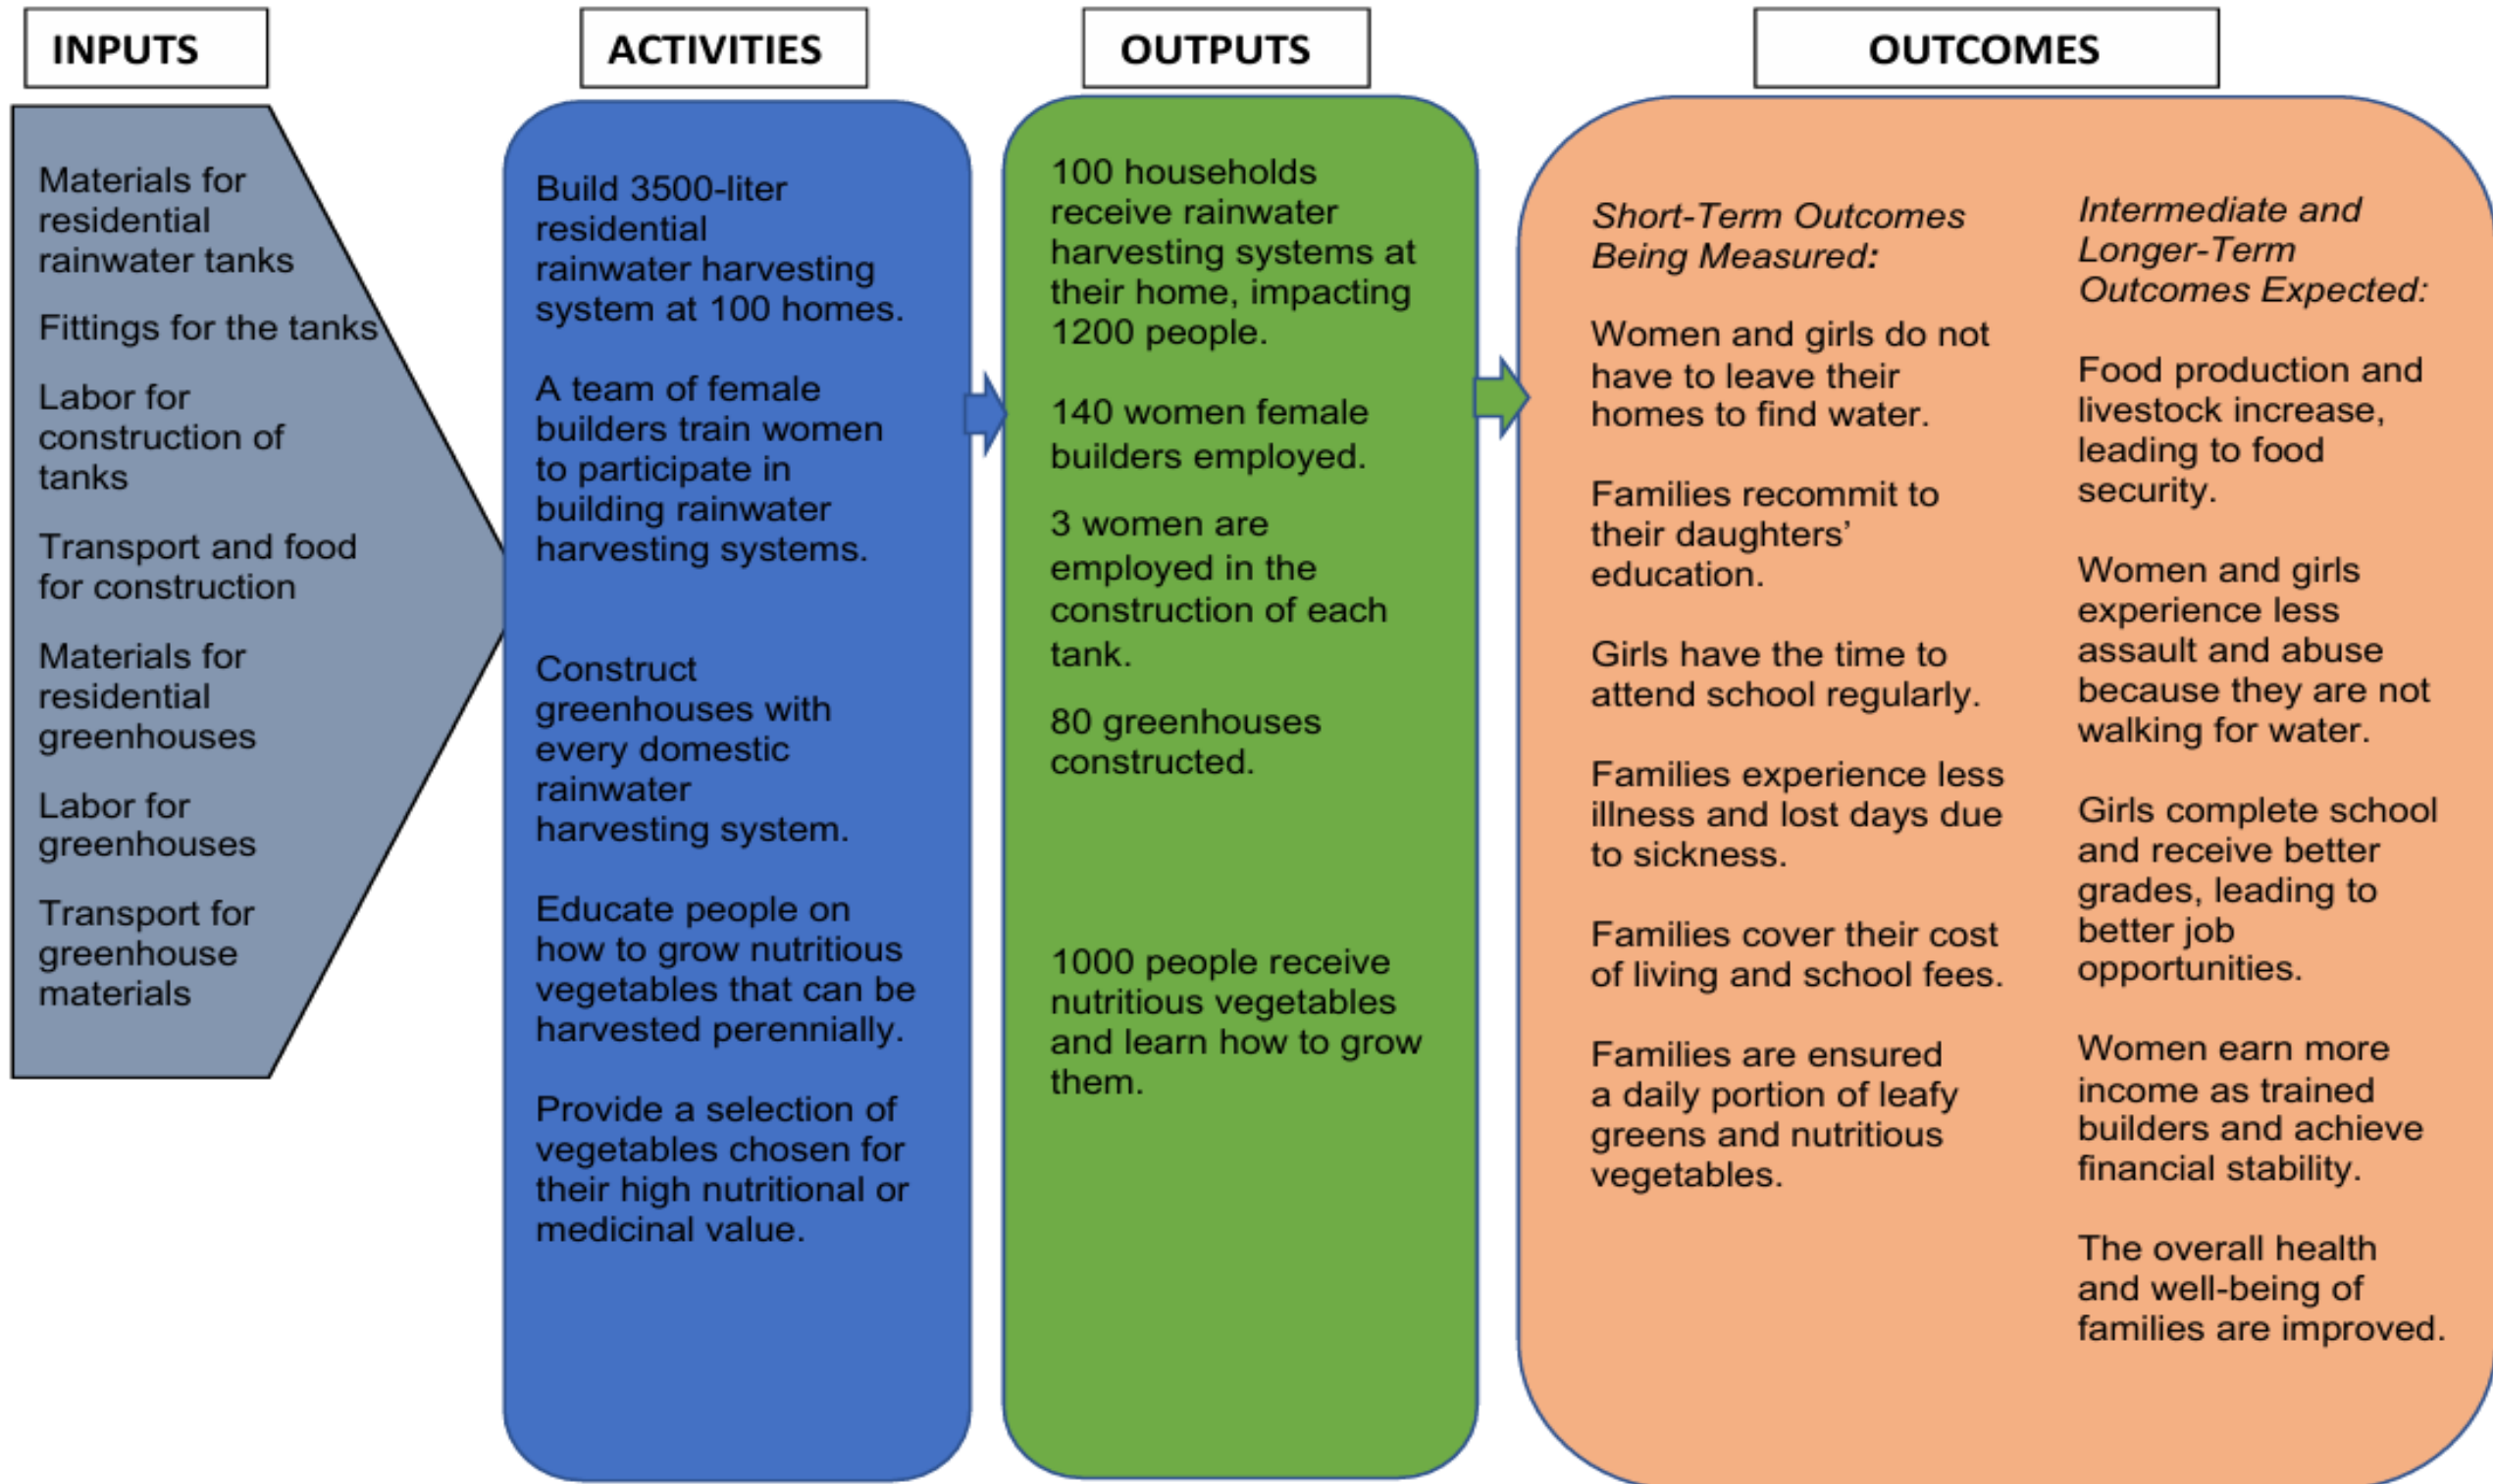 INPUTS
Materials for
residential
rainwater tanks
Fittings for the tanks
Labor for
construction of
tanks
Transport and food
for construction
Materials for
residential
greenhouses
Labor for
greenhouses
Transport for
greenhouse
materials
ACTIVITIES
Build 3500-liter
residential
rainwater harvesting
system at 100 homes.
A team of female
builders train women
to participate in
building rainwater
harvesting systems.
Construct
greenhouses with
every domestic
rainwater
harvesting system.
Educate people on
how to grow nutritious
vegetables that can be
harvested perennially.
Provide a selection of
vegetables chosen for
their high nutritional or
medicinal value.
OUTPUTS
100 households
receive rainwater
harvesting systems at
their home, impacting
1200 people.
140 women female
builders employed.
3 women are
employed in the
construction of each
tank.
80 greenhouses
constructed.
1000 people receive
nutritious vegetables
and learn how to grow
them.
OUTCOMES
Short-Term Outcomes
Being Measured:
Women and girls do not
have to leave their
homes to find water.
Families recommit to
their daughters’
education.
Girls have the time to
attend school regularly.
Families experience less
illness and lost days due
to sickness.
Families cover their cost
of living and school fees.
Families are ensured
a daily portion of leafy
greens and nutritious
vegetables.
Intermediate and
Longer-Term
Outcomes Expected:
Food production and
livestock increase,
leading to food
security.
Women and girls
experience less
assault and abuse
because they are not
walking for water.
Girls complete school
and receive better
grades, leading to
better job
opportunities.
Women earn more
income as trained
builders and achieve
financial stability.
The overall health
and well-being of
families are improved.